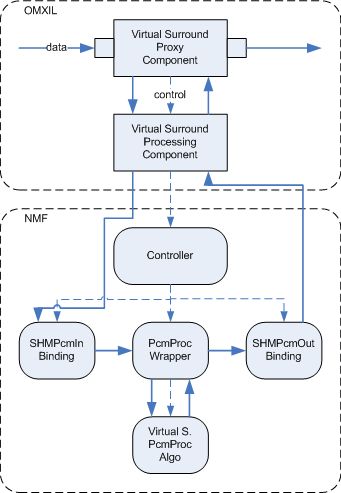 OMXIL
Virtual Surround
Proxy
Component
data
control
Virtual Surround
Processing
Component
NMF
Controller
SHMPcmIn
Binding
PcmProc
Wrapper
SHMPcmOut
Binding
Virtual S.
PcmProc
Algo